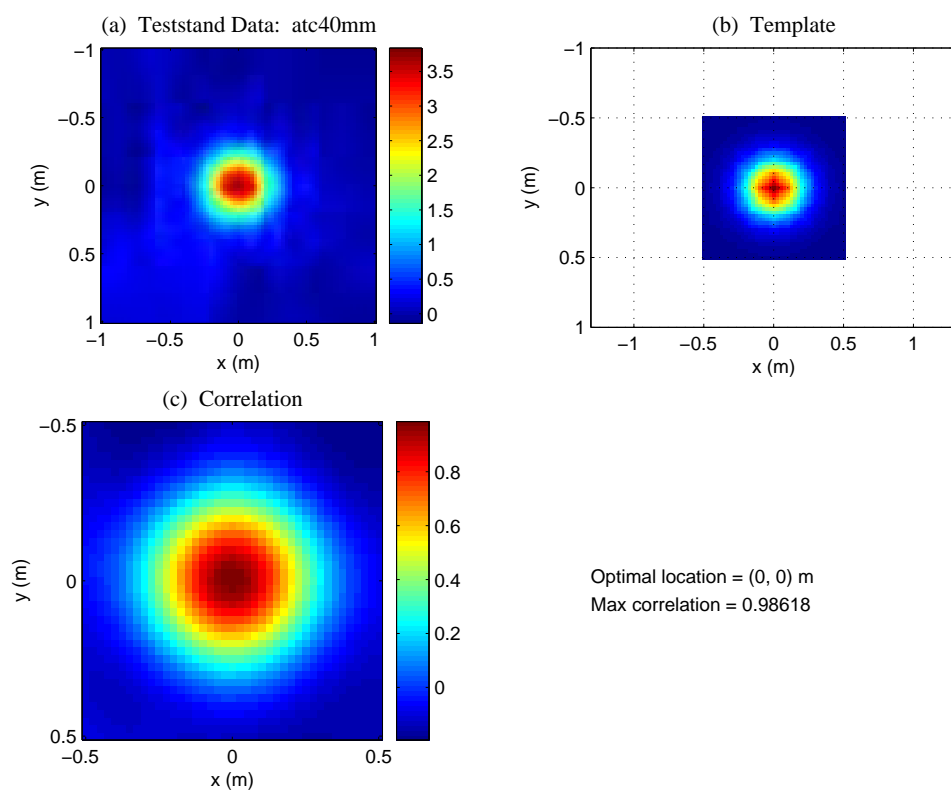 (a) Teststand Data: atc40mm
−1
−0.5
0
0.5
1
y (m)
−1 −0.5 0 0.5 1
x (m)
3.5
3
2.5
2
1.5
1
0.5
0
(b) Template
−1
−0.5
0
0.5
1
y (m)
−1 −0.5 0 0.5 1
x (m)
(c) Correlation
−0.5
0
0.5
y (m)
−0.5 0 0.5
x (m)
0.8
0.6
0.4
0.2
0
Optimal location = (0, 0) m
Max correlation = 0.98618